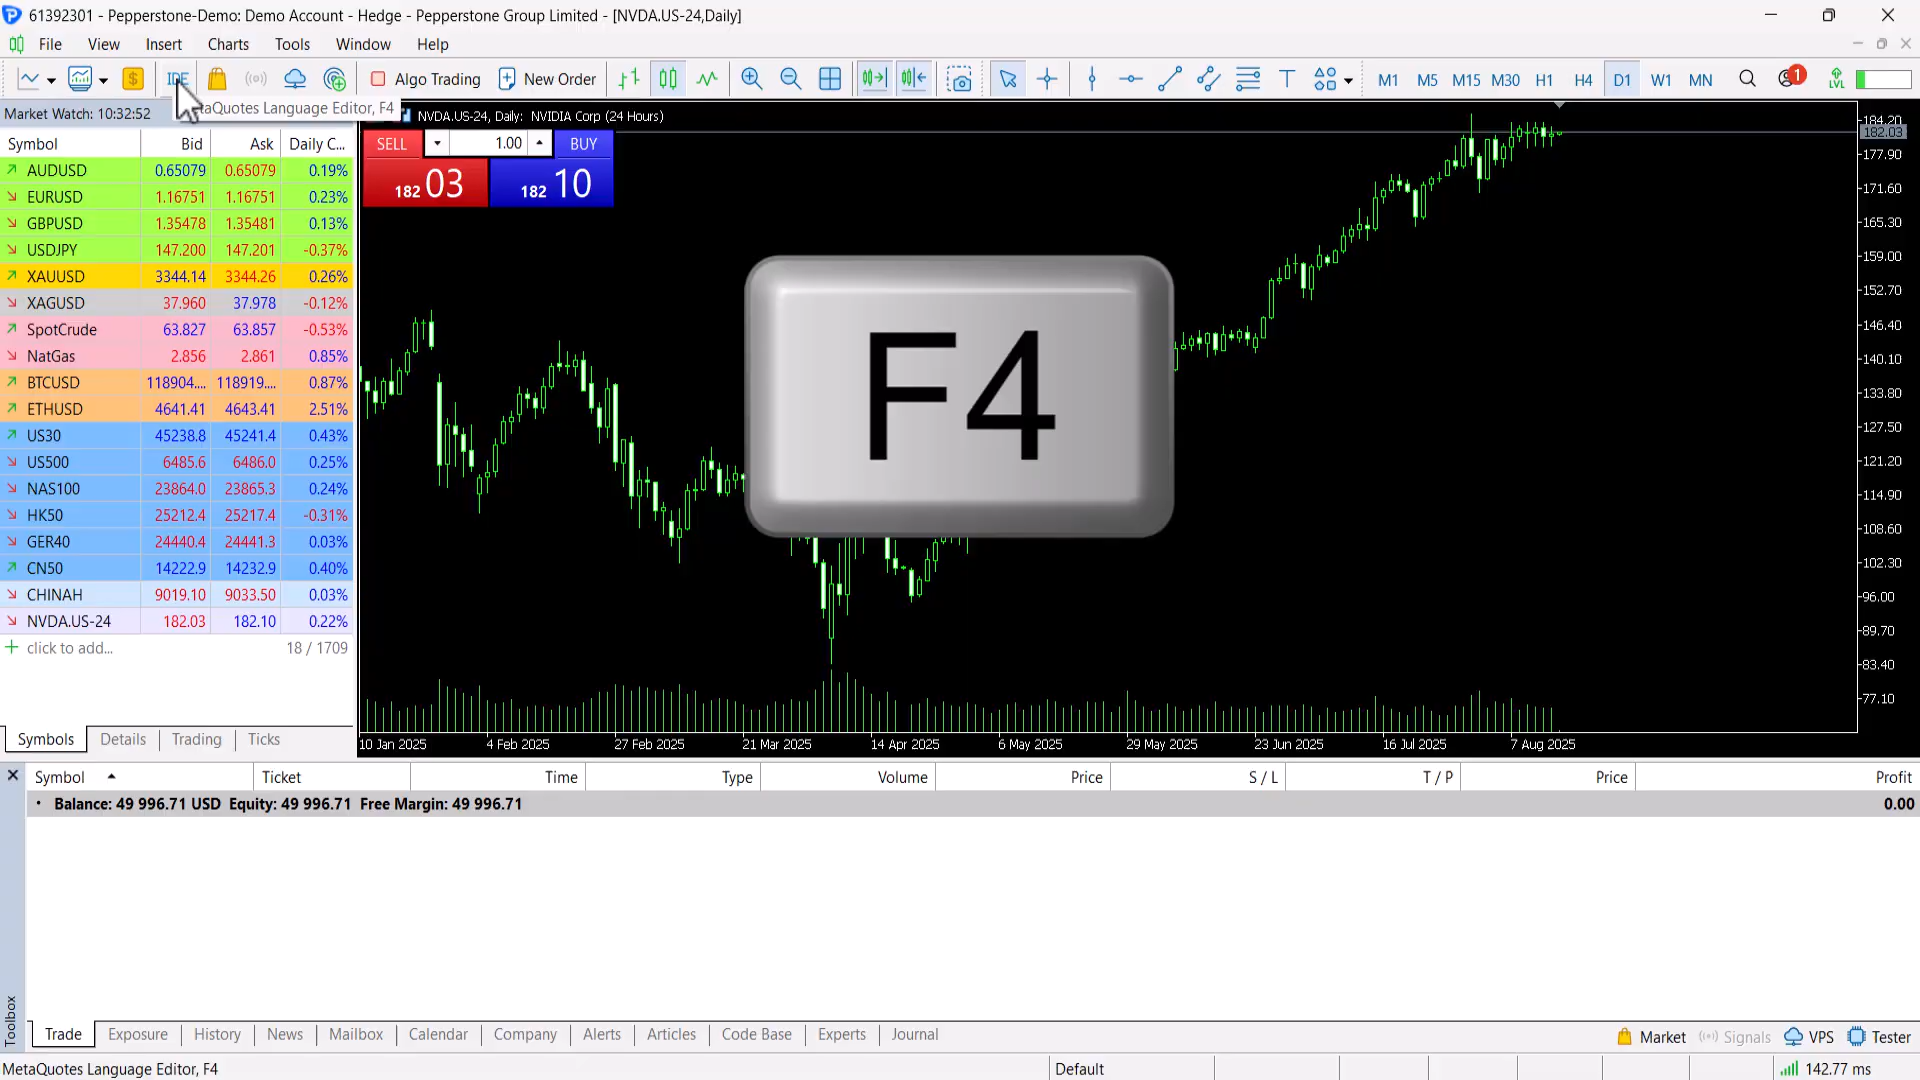 61392301 - Pepperstone-Demo: Demo Account - Hedge - Pepperstone Group Limited - [NVDA.US-24,Daily]
File View Insert Charts Tools Window Help
$ IDE Algo Trading New Order T M1 M5 M15 M30 H1 H4 D1 W1 MN 1 LVL
Market Watch: 10:32:52
aQuotes Language Editor, F4
Symbol Bid Ask Daily C...
AUDUSD 0.65079 0.65079 0.19%
EURUSD 1.16751 1.16751 0.23%
GBPUSD 1.35478 1.35481 0.13%
USDJPY 147.200 147.201 -0.37%
XAUUSD 3344.14 3344.26 0.26%
XAGUSD 37.960 37.978 -0.12%
SpotCrude 63.827 63.857 -0.53%
NatGas 2.856 2.861 0.85%
BTCUSD 118904.... 118919.... 0.87%
ETHUSD 4641.41 4643.41 2.51%
US30 45238.8 45241.4 0.43%
US500 6485.6 6486.0 0.25%
NAS100 23864.0 23865.3 0.24%
HK50 25212.4 25217.4 -0.31%
GER40 24440.4 24441.3 0.03%
CN50 14222.9 14232.9 0.40%
CHINAH 9019.10 9033.50 0.03%
NVDA.US-24 182.03 182.10 0.22%
click to add... 18 / 1709
Symbols Details Trading Ticks
NVDA.US-24, Daily: NVIDIA Corp (24 Hours)
SELL 1.00 BUY
182 03 182 10
F4
184.20
182.03
177.90
171.60
165.30
159.00
152.70
146.40
140.10
133.80
127.50
121.20
114.90
108.60
102.30
96.00
89.70
83.40
77.10
10 Jan 2025 4 Feb 2025 27 Feb 2025 21 Mar 2025 14 Apr 2025 6 May 2025 29 May 2025 23 Jun 2025 16 Jul 2025 7 Aug 2025
Symbol Ticket Time Type Volume Price S / L T / P Price Profit
Balance: 49 996.71 USD Equity: 49 996.71 Free Margin: 49 996.71 0.00
Toolbox
Trade Exposure History News Mailbox Calendar Company Alerts Articles Code Base Experts Journal
Market Signals VPS Tester
MetaQuotes Language Editor, F4 Default 142.77 ms